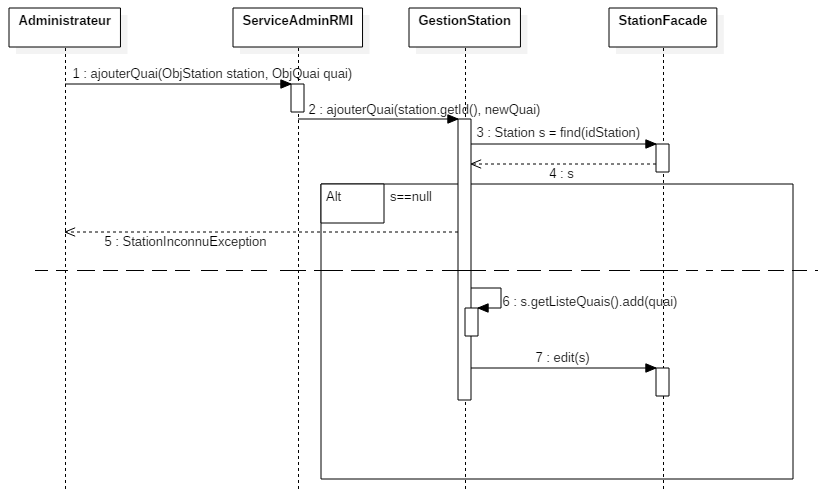 Administrateur
ServiceAdminRMI
GestionStation
StationFacade
1 : ajouterQuai(ObjStation station, ObjQuai quai)
2 : ajouterQuai(station.getId(), newQuai)
3 : Station s = find(idStation)
4 : s
Alt
s==null
5 : StationInconnuException
6 : s.getListeQuais().add(quai)
7 : edit(s)